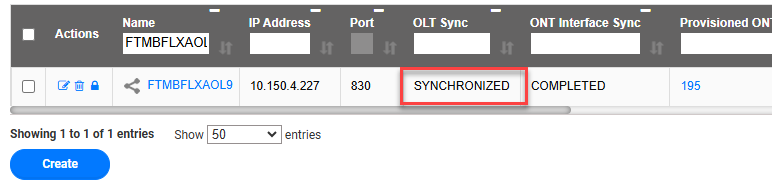 Actions Name IP Address Port OLT Sync ONT Interface Sync Provisioned ONT
FTMBFLXAOL
FTMBFLXAOL9 10.150.4.227 830 SYNCHRONIZED COMPLETED 195
Showing 1 to 1 of 1 entries Show 50 entries
Create